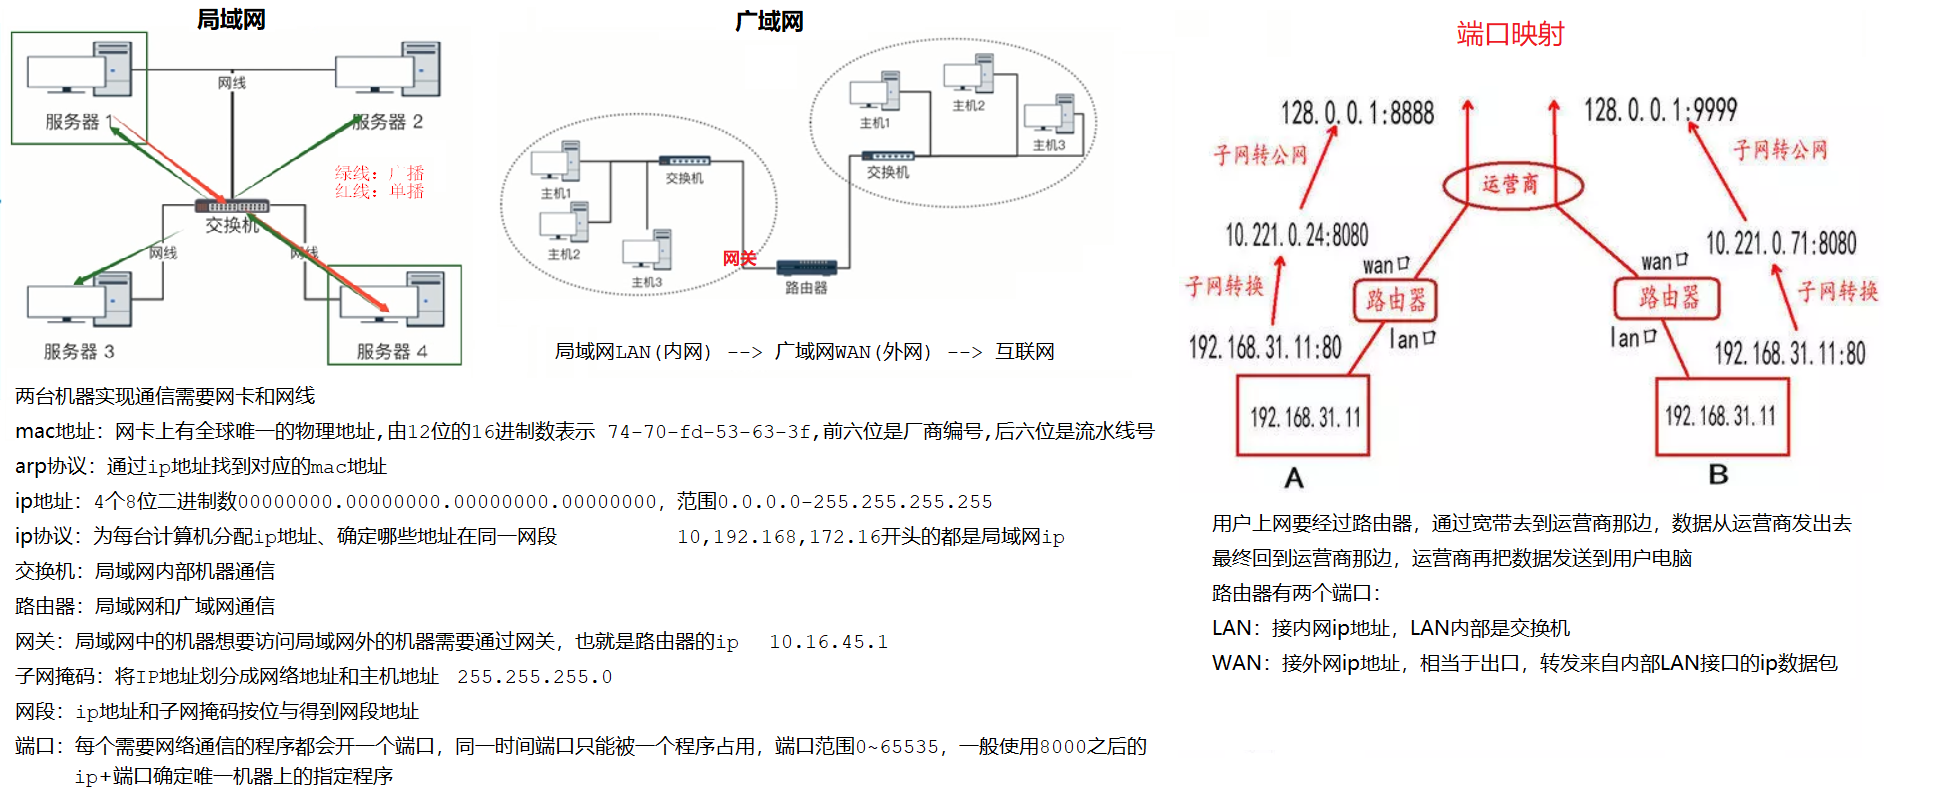 局域网
服务器 1
网线
服务器 2
绿线：广播
红线：单播
交换机
网线
网线
服务器 3
服务器 4
广域网
主机1
主机2
主机3
交换机
主机1
主机2
主机3
交换机
网关
路由器
局域网LAN(内网) --> 广域网WAN(外网) --> 互联网
两台机器实现通信需要网卡和网线
mac地址：网卡上有全球唯一的物理地址,由12位的16进制数表示 74-70-fd-53-63-3f,前六位是厂商编号,后六位是流水线号
arp协议：通过ip地址找到对应的mac地址
ip地址：4个8位二进制数00000000.00000000.00000000.00000000，范围0.0.0.0-255.255.255.255
ip协议：为每台计算机分配ip地址、确定哪些地址在同一网段 10,192.168,172.16开头的都是局域网ip
交换机：局域网内部机器通信
路由器：局域网和广域网通信
网关：局域网中的机器想要访问局域网外的机器需要通过网关，也就是路由器的ip 10.16.45.1
子网掩码：将IP地址划分成网络地址和主机地址 255.255.255.0
网段：ip地址和子网掩码按位与得到网段地址
端口：每个需要网络通信的程序都会开一个端口，同一时间端口只能被一个程序占用，端口范围0~65535，一般使用8000之后的
ip+端口确定唯一机器上的指定程序
端口映射
128.0.0.1:8888
128.0.0.1:9999
子网转公网
子网转公网
运营商
10.221.0.24:8080
10.221.0.71:8080
wan口
wan口
子网转换
路由器
路由器
子网转换
lan口
lan口
192.168.31.11:80
192.168.31.11:80
192.168.31.11
192.168.31.11
A
B
用户上网要经过路由器，通过宽带去到运营商那边，数据从运营商发出去
最终回到运营商那边，运营商再把数据发送到用户电脑
路由器有两个端口：
LAN：接内网ip地址，LAN内部是交换机
WAN：接外网ip地址，相当于出口，转发来自内部LAN接口的ip数据包